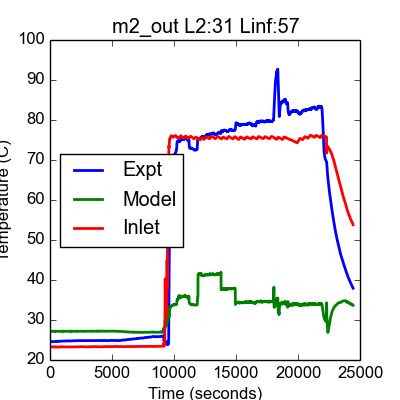 m2_out L2:31 Linf:57
100
90
80
70
60
50
40
30
20
Temperature (C)
Expt
Model
Inlet
0
5000
10000
15000
20000
25000
Time (seconds)